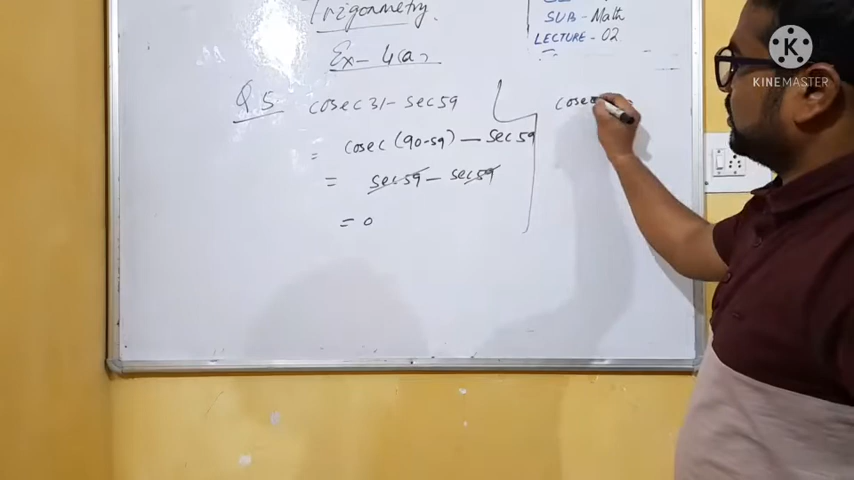 Trigonometry.
Ex - 4(a)
SUB - Math
LECTURE - 02
Q.5 cosec 31 - sec 59
= cosec (90-59) - sec 59
= sec 59 - sec 59
= 0
cosec
KINEMASTER